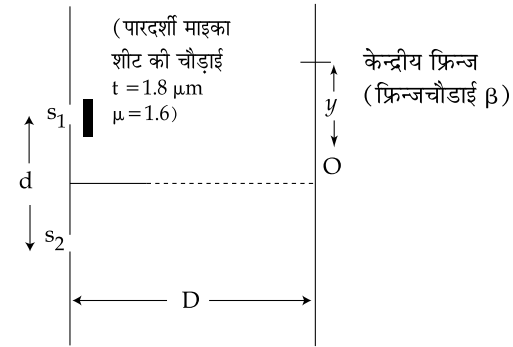 (पारदर्शी माइका
शीट की चौड़ाई
t = 1.8 μm
μ = 1.6)
केन्द्रीय फ्रिन्ज
(फ्रिन्जचौडाई β)
y
S₁
O
d
S₂
D